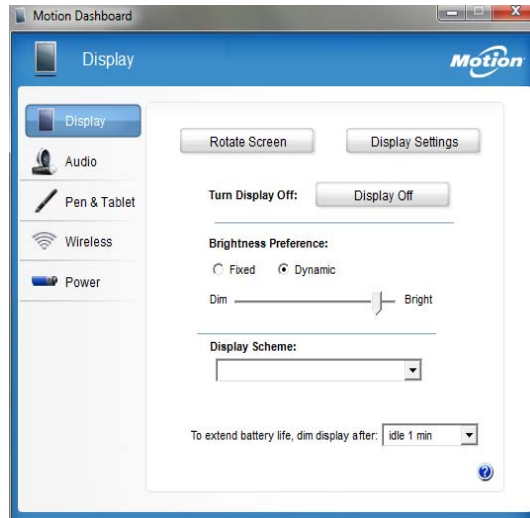 Motion Dashboard
Display
Motion
Display
Audio
Pen & Tablet
Wireless
Power
Rotate Screen Display Settings
Turn Display Off: Display Off
Brightness Preference:
Fixed Dynamic
Dim Bright
Display Scheme:
To extend battery life, dim display after: idle 1 min
?